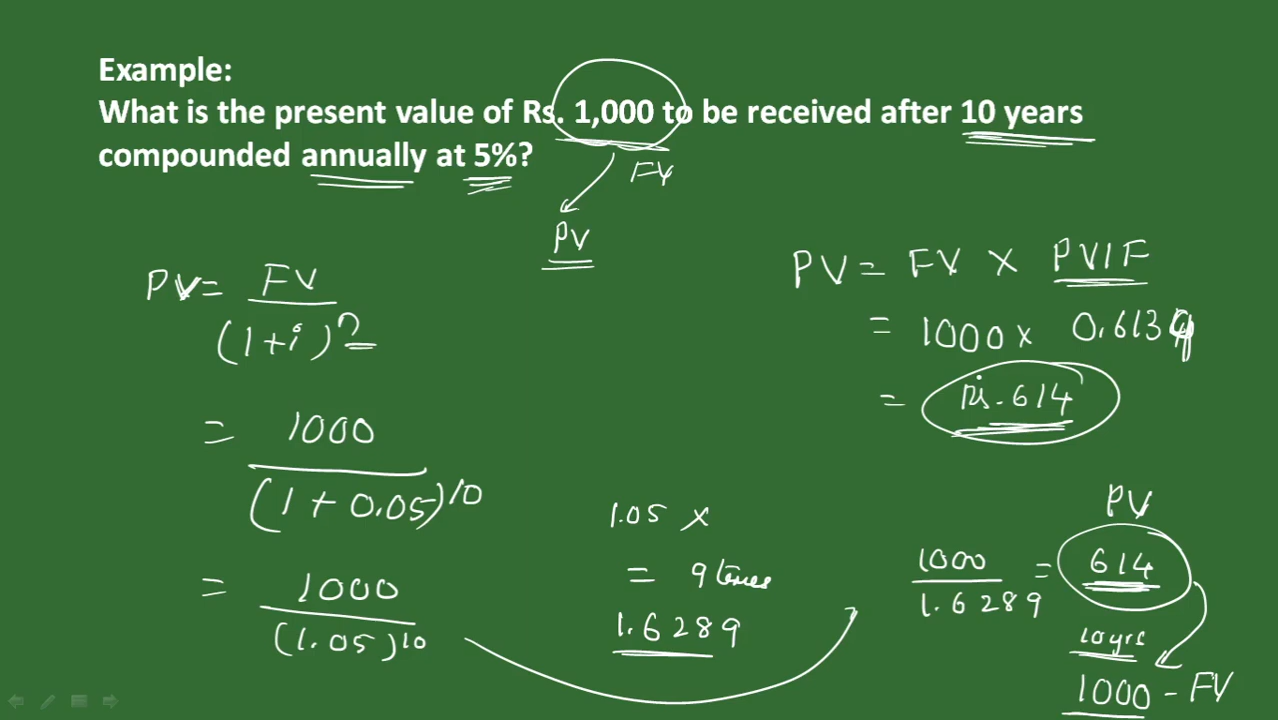 Example:
What is the present value of Rs. 1,000 to be received after 10 years
compounded annually at 5%?
FV
PV
PV = FV
(1+i)^n
= 1000
(1 + 0.05)^10
= 1000
(1.05)^10
PV = FV × PVIF
= 1000 × 0.6139
= Rs. 614
1.05 ×
= 9 times
1.6289
1000 = 614
1.6289
PV
10 yrs
1000 - FV